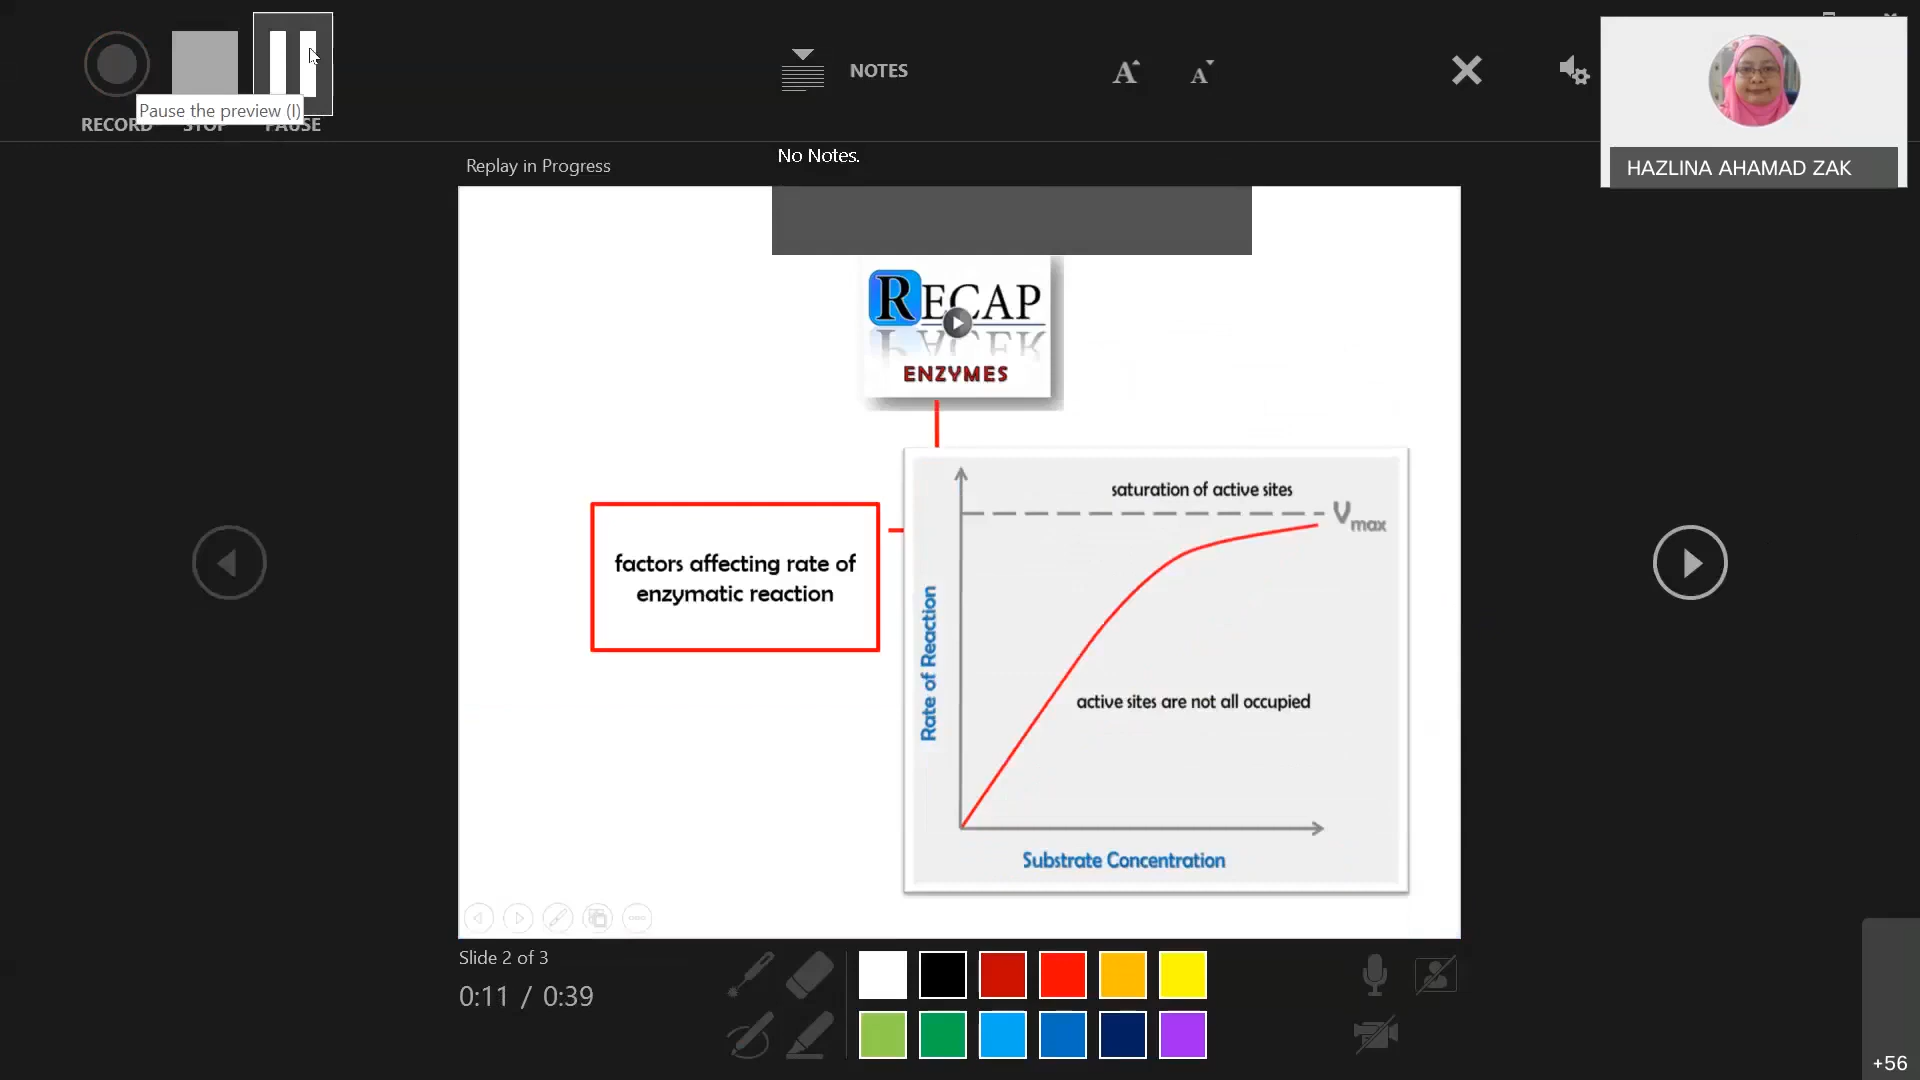 Pause the preview (I)
RECORD STOP PAUSE
NOTES
A A
HAZLINA AHAMAD ZAK
No Notes.
Replay in Progress
RECAP
ENZYMES
factors affecting rate of
enzymatic reaction
saturation of active sites
Vmax
Rate of Reaction
active sites are not all occupied
Substrate Concentration
Slide 2 of 3
0:11 / 0:39
+56